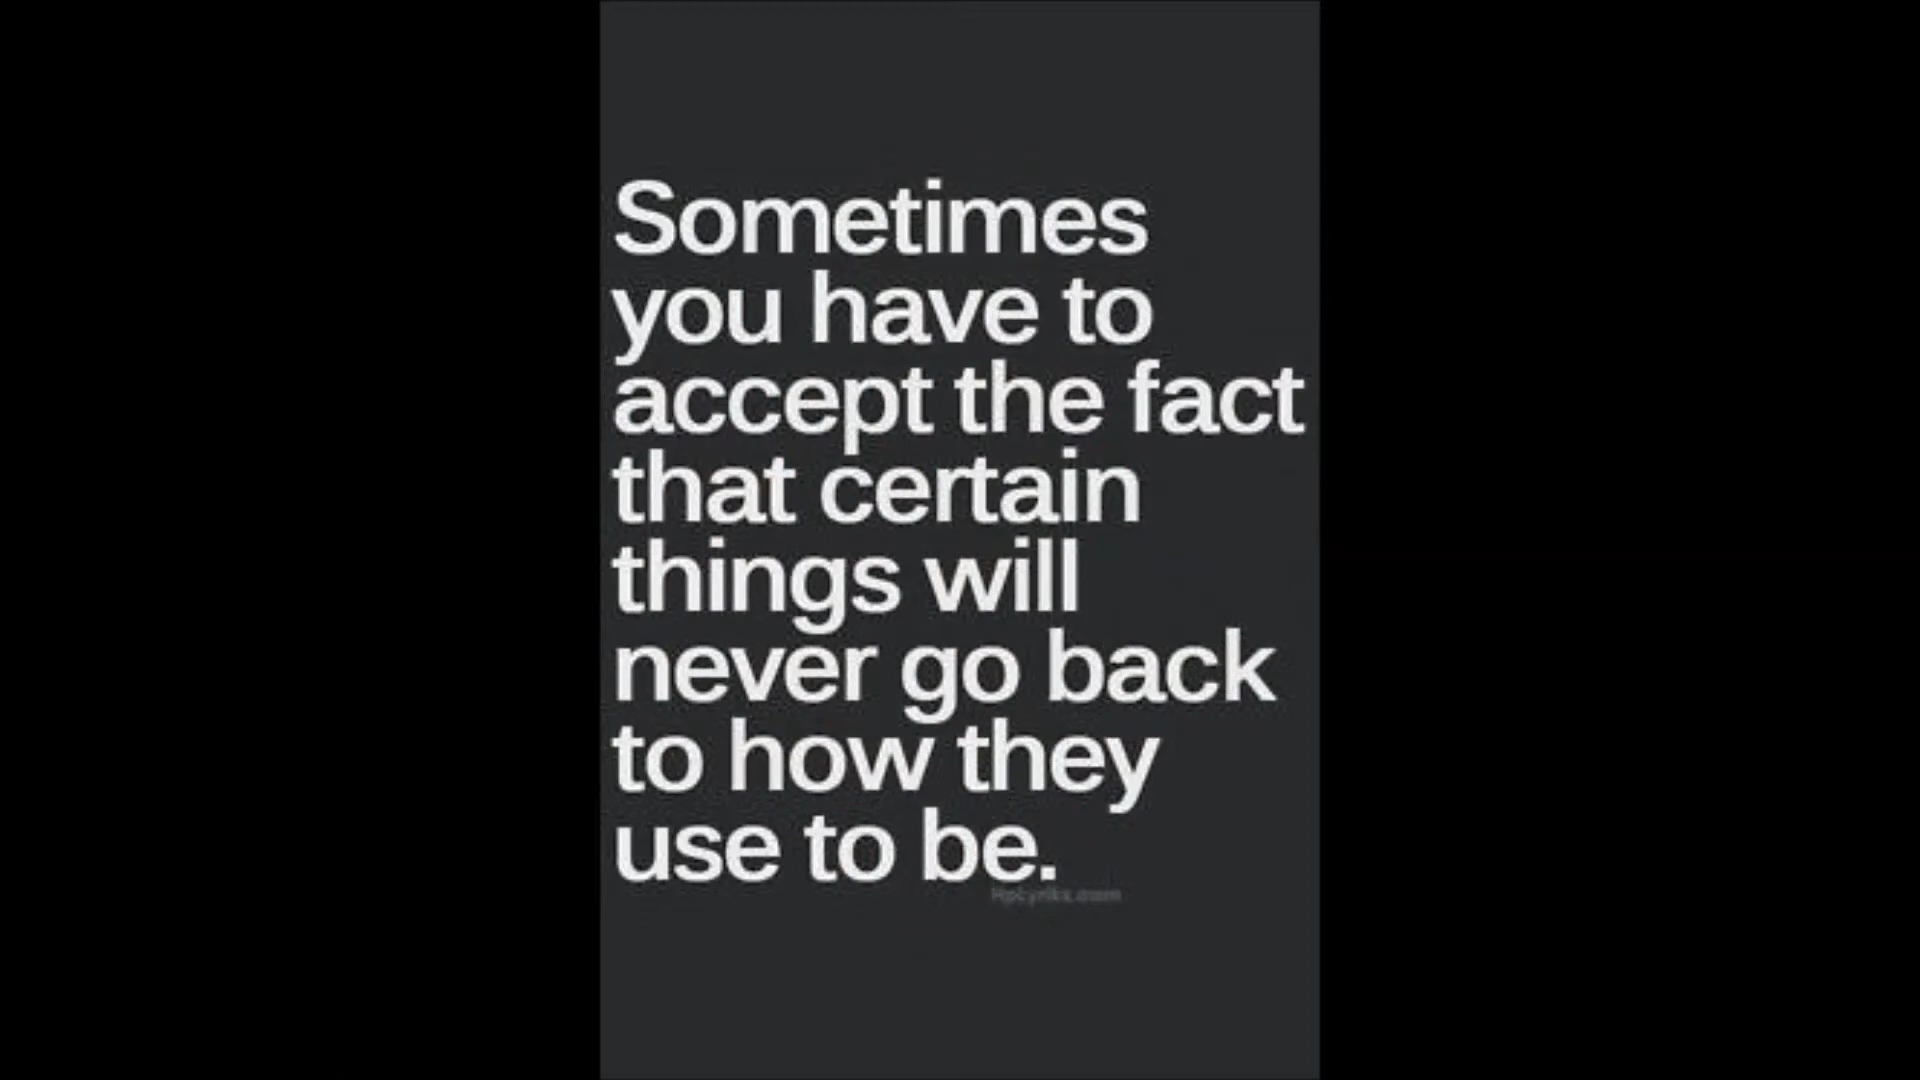 Sometimes
you have to
accept the fact
that certain
things will
never go back
to how they
use to be.